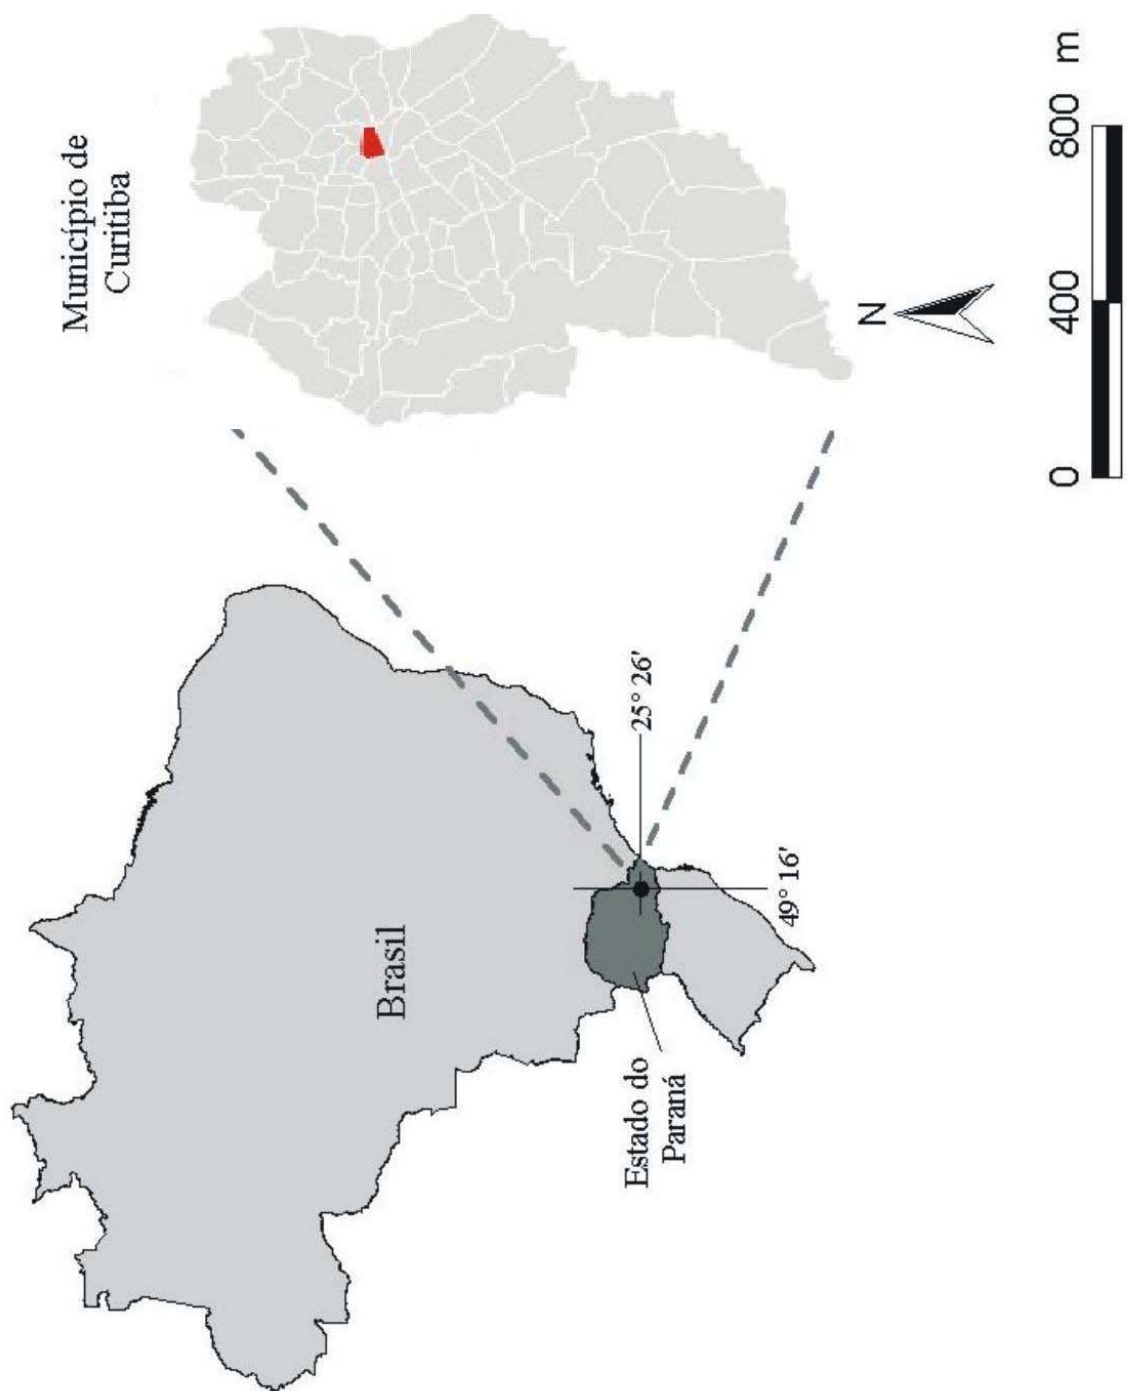 Município de
Curitiba
Brasil
Estado do
Paraná
25° 26'
49° 16'
N
0 400 800 m